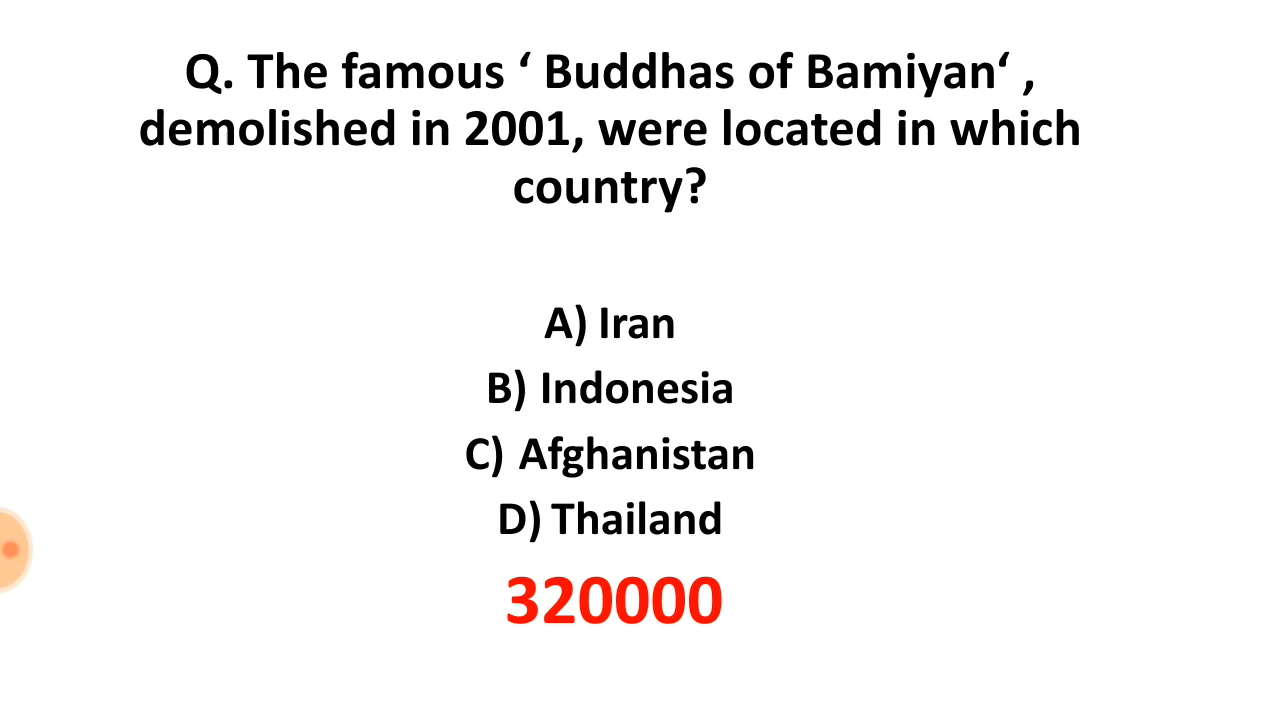 Q. The famous ‘ Buddhas of Bamiyan‘ ,
demolished in 2001, were located in which
country?
A) Iran
B) Indonesia
C) Afghanistan
D) Thailand
320000